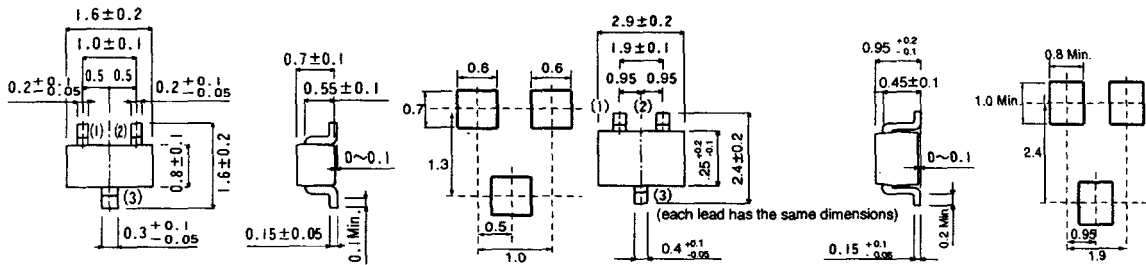 1.6±0.2
1.0±0.1
0.5 0.5
0.2 +0.1 -0.05
0.2 +0.1 -0.05
(1) (2)
0.8±0.1
1.6±0.2
(3)
0.3 +0.1 -0.05
0.7±0.1
0.55±0.1
0~0.1
0.15±0.05
0.1Min.
0.6 0.6
0.7
1.3
0.5
1.0
2.9±0.2
1.9±0.1
0.95 0.95
(1) (2)
.25 +0.2 -0.1
2.4±0.2
(3)
(each lead has the same dimensions)
0.4 +0.1 -0.05
0.95 +0.2 -0.1
0.45±0.1
0~0.1
0.2 Min.
0.15 +0.1 -0.05
0.8 Min.
1.0 Min.
2.4
0.95
1.9